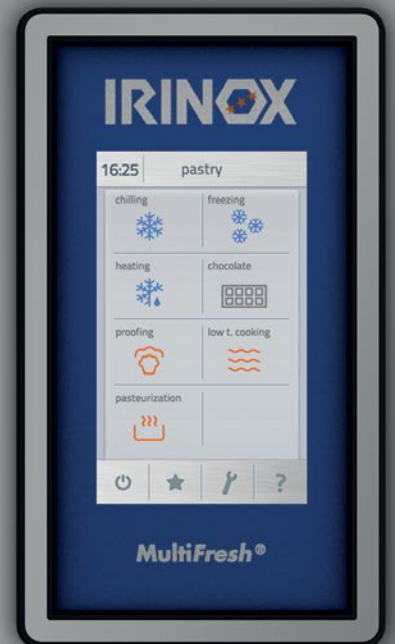 IRINOX
16:25 pastry
chilling freezing
heating chocolate
proofing low t. cooking
pasteurization
?
MultiFresh®